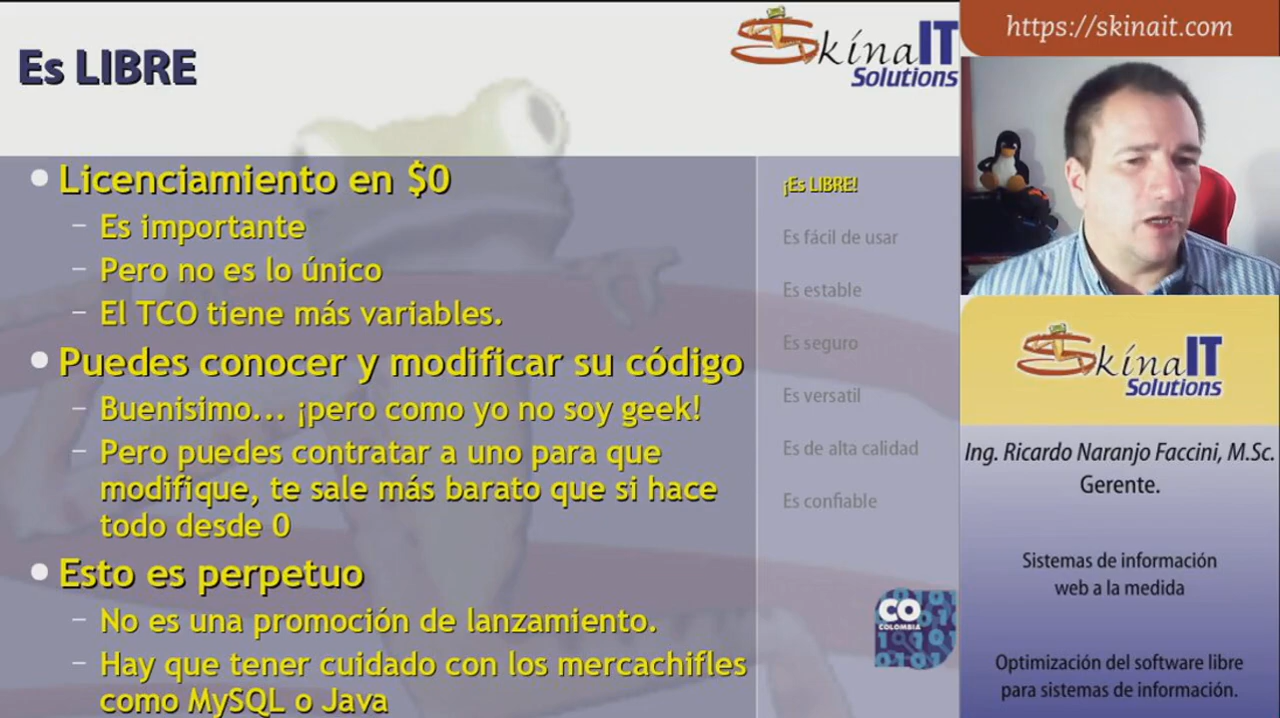 Es LIBRE
SkínaIT
Solutions
Licenciamiento en $0
– Es importante
– Pero no es lo único
– El TCO tiene más variables.
Puedes conocer y modificar su código
– Buenisimo... ¡pero como yo no soy geek!
– Pero puedes contratar a uno para que
modifique, te sale más barato que si hace
todo desde 0
Esto es perpetuo
– No es una promoción de lanzamiento.
– Hay que tener cuidado con los mercachifles
como MySQL o Java
¡Es LIBRE!
Es fácil de usar
Es estable
Es seguro
Es versatil
Es de alta calidad
Es confiable
CO
COLOMBIA
https://skinait.com
SkínaIT
Solutions
Ing. Ricardo Naranjo Faccini, M.Sc.
Gerente.
Sistemas de información
web a la medida
Optimización del software libre
para sistemas de información.